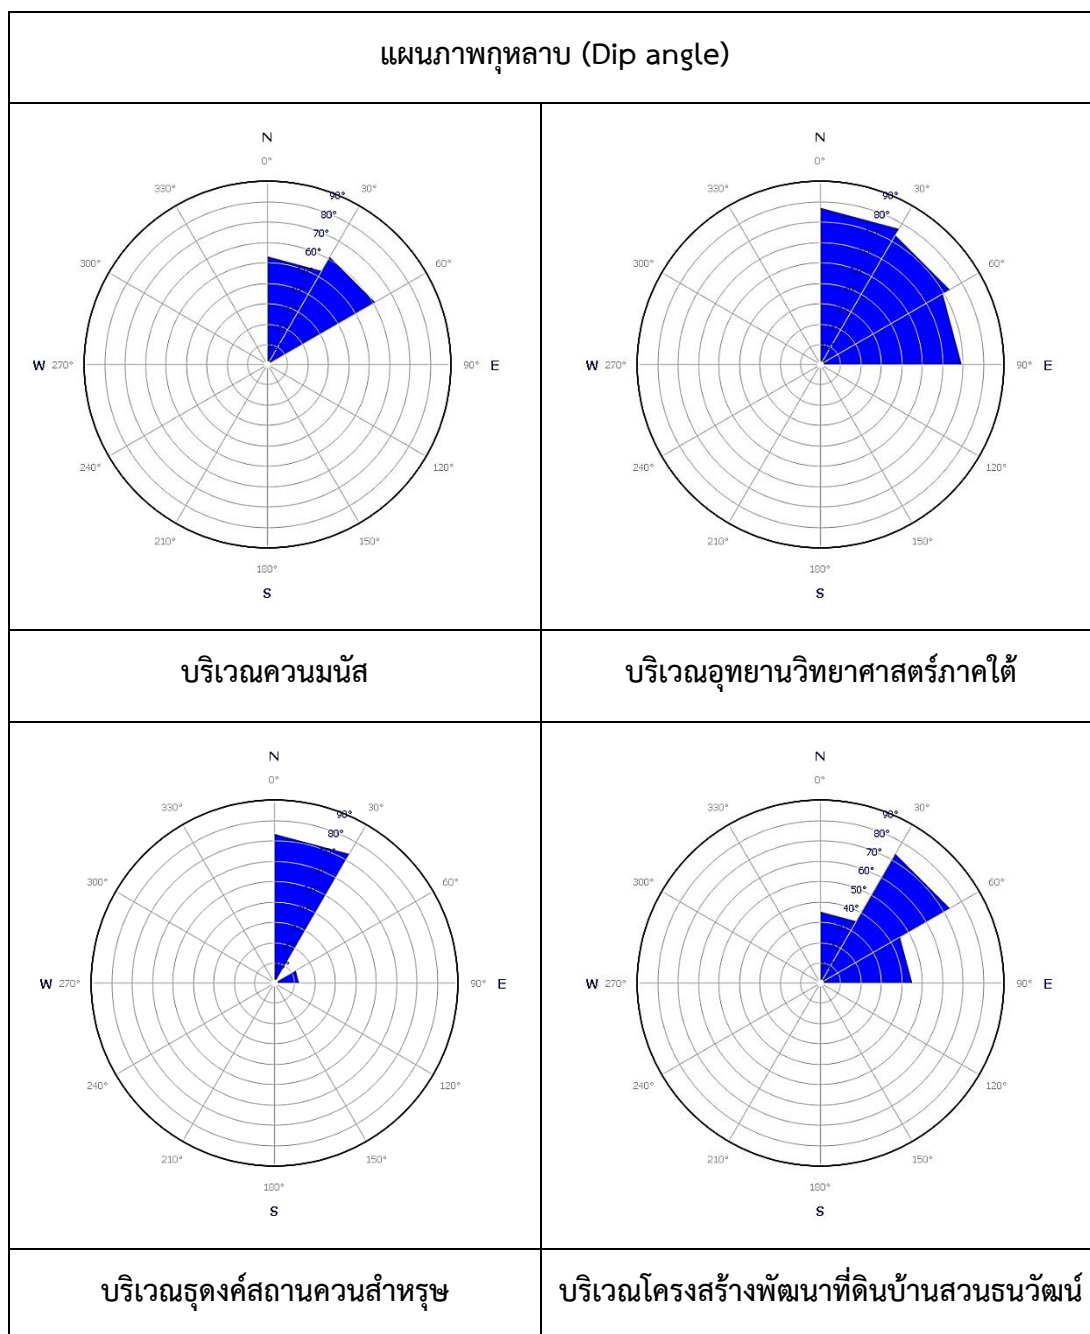 แผนภาพกุหลาบ (Dip angle)
N
0°
330° 90° 30°
80°
70°
300° 60° 60°
W 270° 90° E
240° 120°
210° 150°
180°
S
N
0°
330° 90° 30°
80°
300° 60°
W 270° 90° E
240° 120°
210° 150°
180°
S
บริเวณควนมนัส
บริเวณอุทยานวิทยาศาสตร์ภาคใต้
N
0°
330° 90° 30°
80°
300° 60°
W 270° 90° E
240° 120°
210° 150°
180°
S
N
0°
330° 90° 30°
80°
70°
60°
300° 50° 60°
40°
W 270° 90° E
240° 120°
210° 150°
180°
S
บริเวณธุดงค์สถานควนสำหรุษ
บริเวณโครงสร้างพัฒนาที่ดินบ้านสวนธนวัฒน์